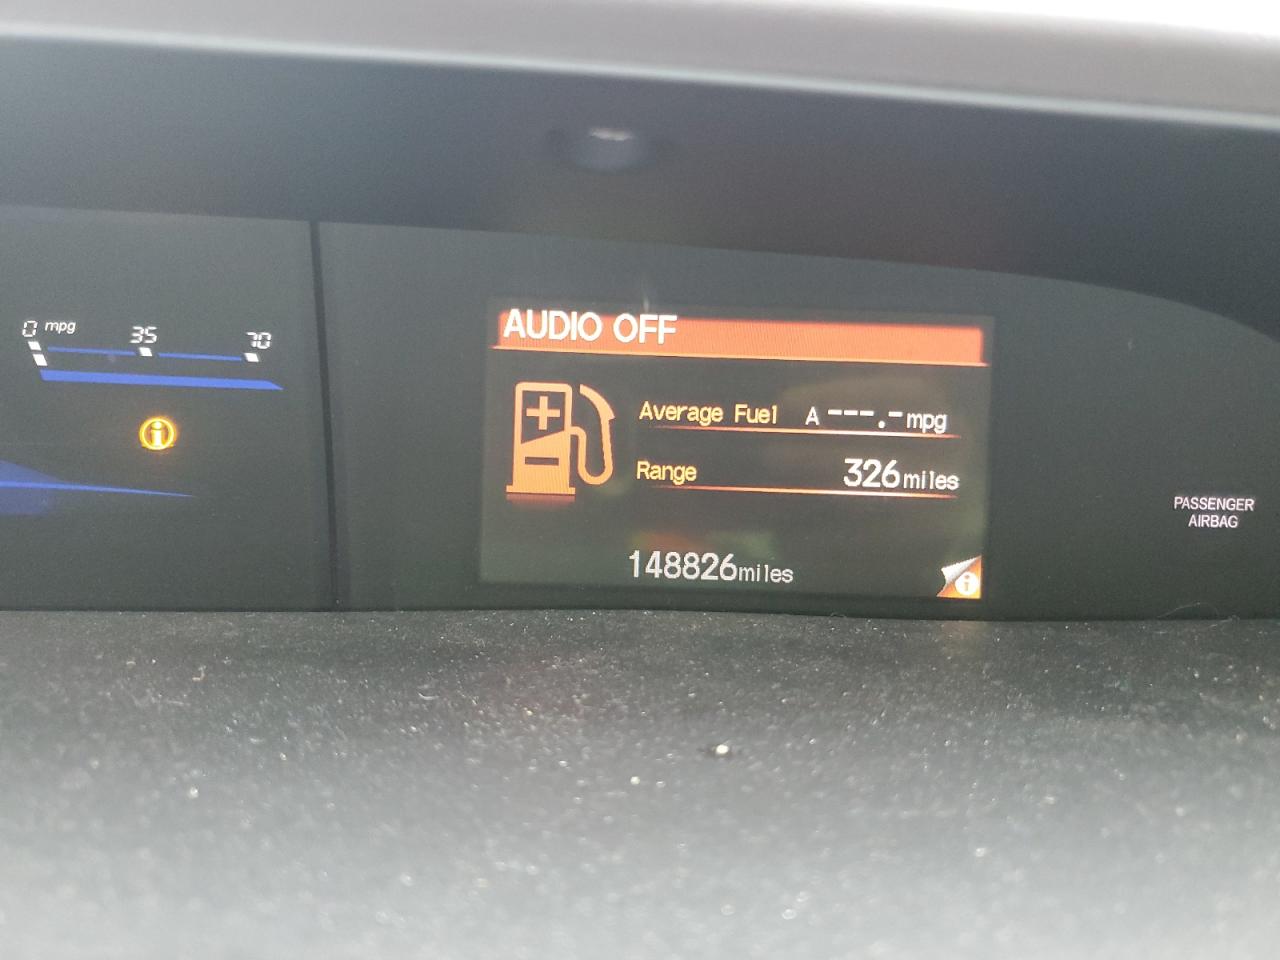 0 mpg 35 70
AUDIO OFF
Average Fuel A ---.- mpg
Range 326 miles
148826 miles
PASSENGER
AIRBAG